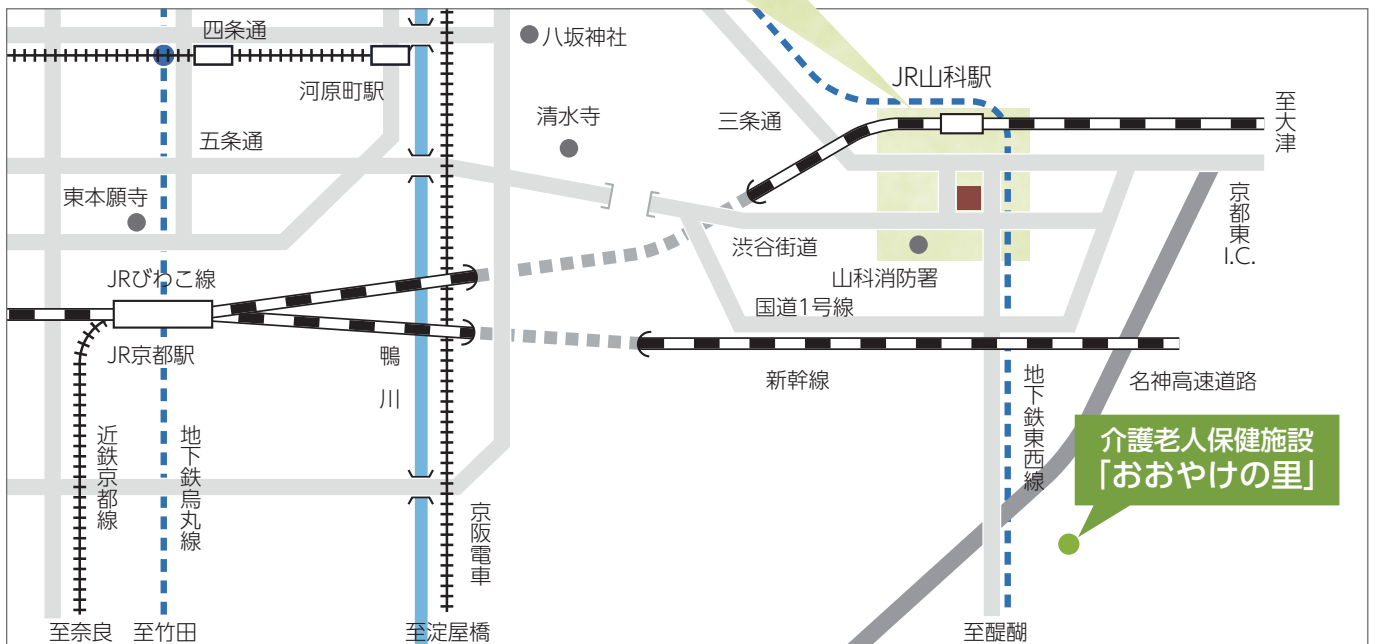 四条通
八坂神社
河原町駅
JR山科駅
清水寺
三条通
至大津
五条通
東本願寺
京都東I.C.
渋谷街道
山科消防署
JRびわこ線
国道1号線
JR京都駅
鴨川
新幹線
名神高速道路
地下鉄東西線
介護老人保健施設
「おおやけの里」
近鉄京都線
地下鉄烏丸線
京阪電車
至奈良
至竹田
至淀屋橋
至醍醐